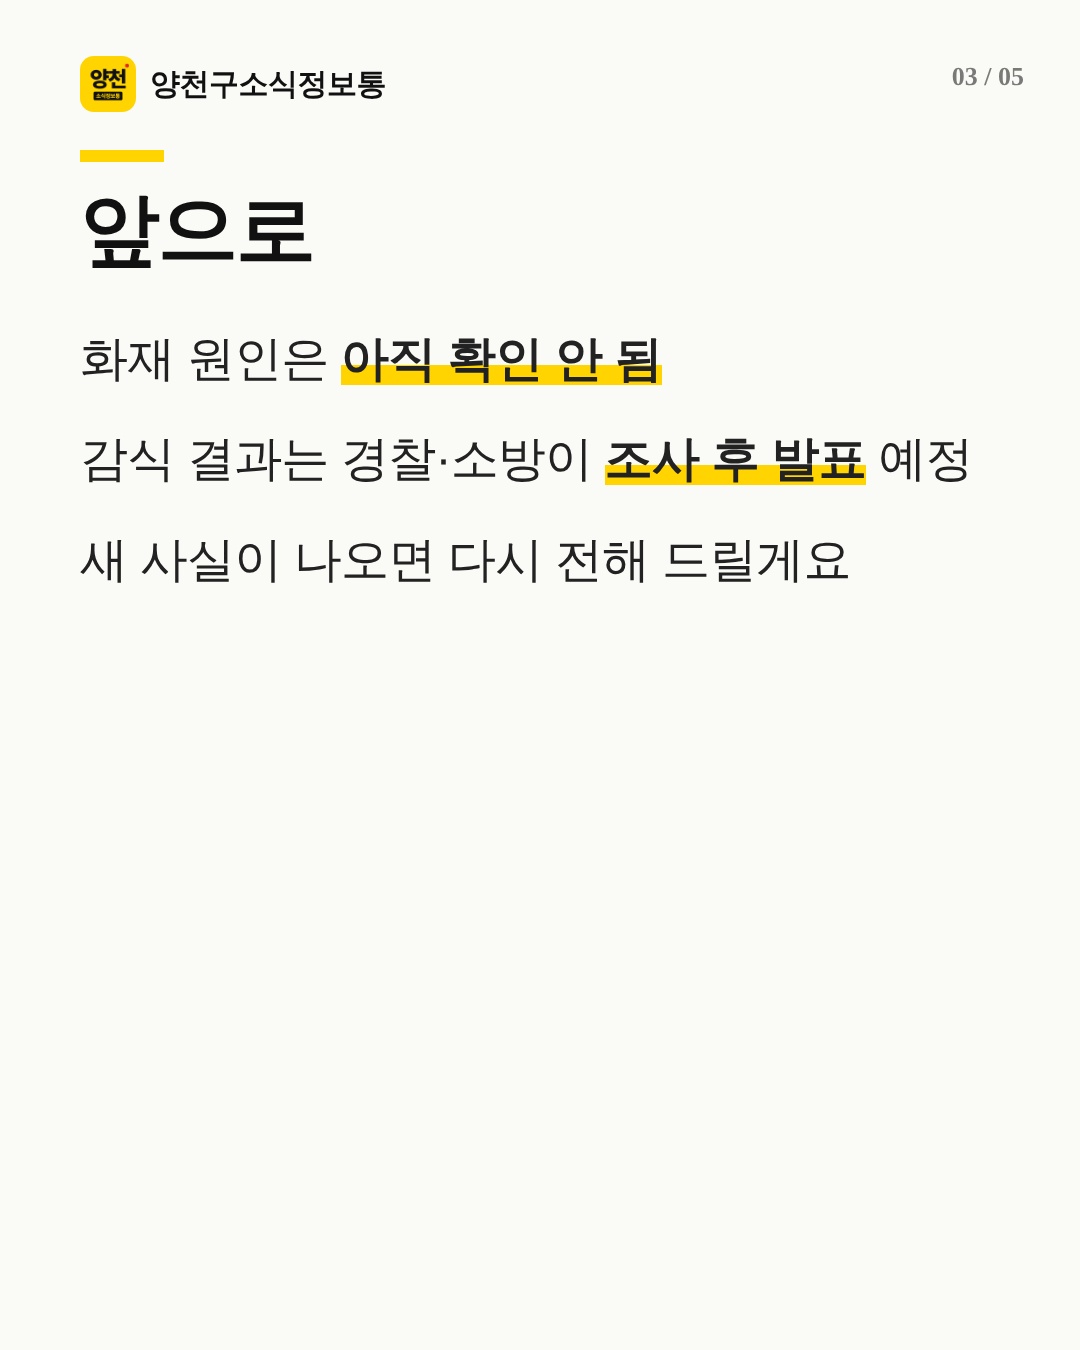 양천
소식정보통
양천구소식정보통
03 / 05
앞으로
화재 원인은 아직 확인 안 됨
감식 결과는 경찰·소방이 조사 후 발표 예정
새 사실이 나오면 다시 전해 드릴게요